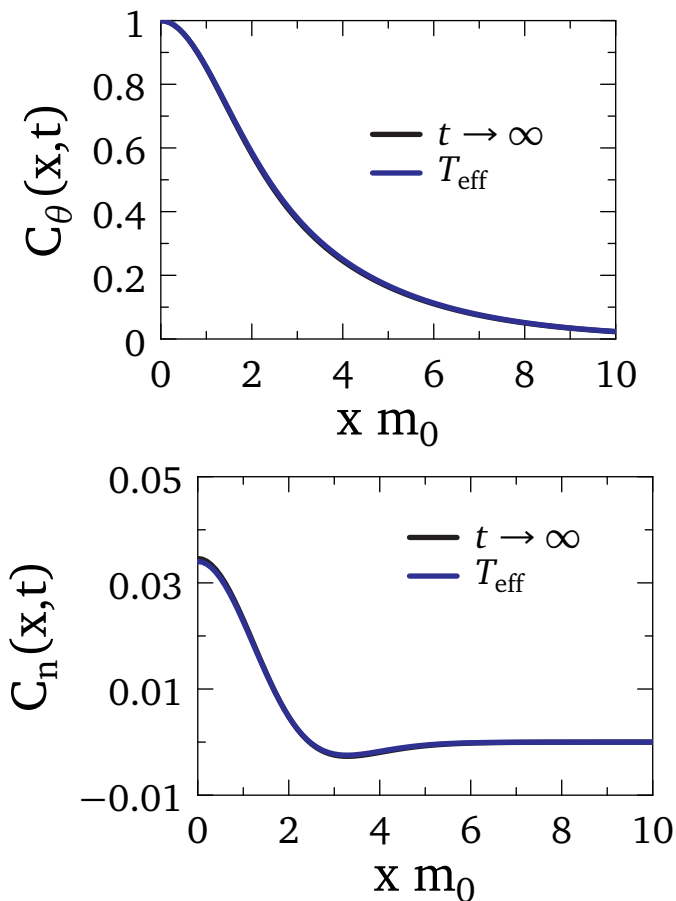 1
0.8
0.6
0.4
0.2
0
C_θ(x,t)
t → ∞
T_eff
0 2 4 6 8 10
x m_0
0.05
0.03
0.01
−0.01
C_n(x,t)
t → ∞
T_eff
0 2 4 6 8 10
x m_0